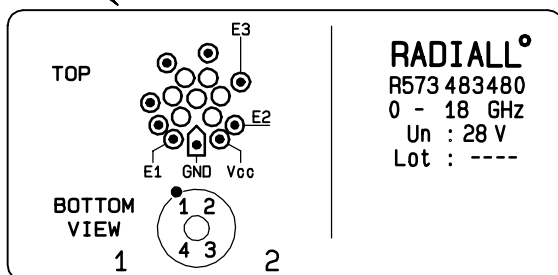 E3
TOP
E2
E1 GND Vcc
BOTTOM
VIEW
1 2
4 3
1 2
RADIALL°
R573 483480
0 - 18 GHz
Un : 28 V
Lot : ----